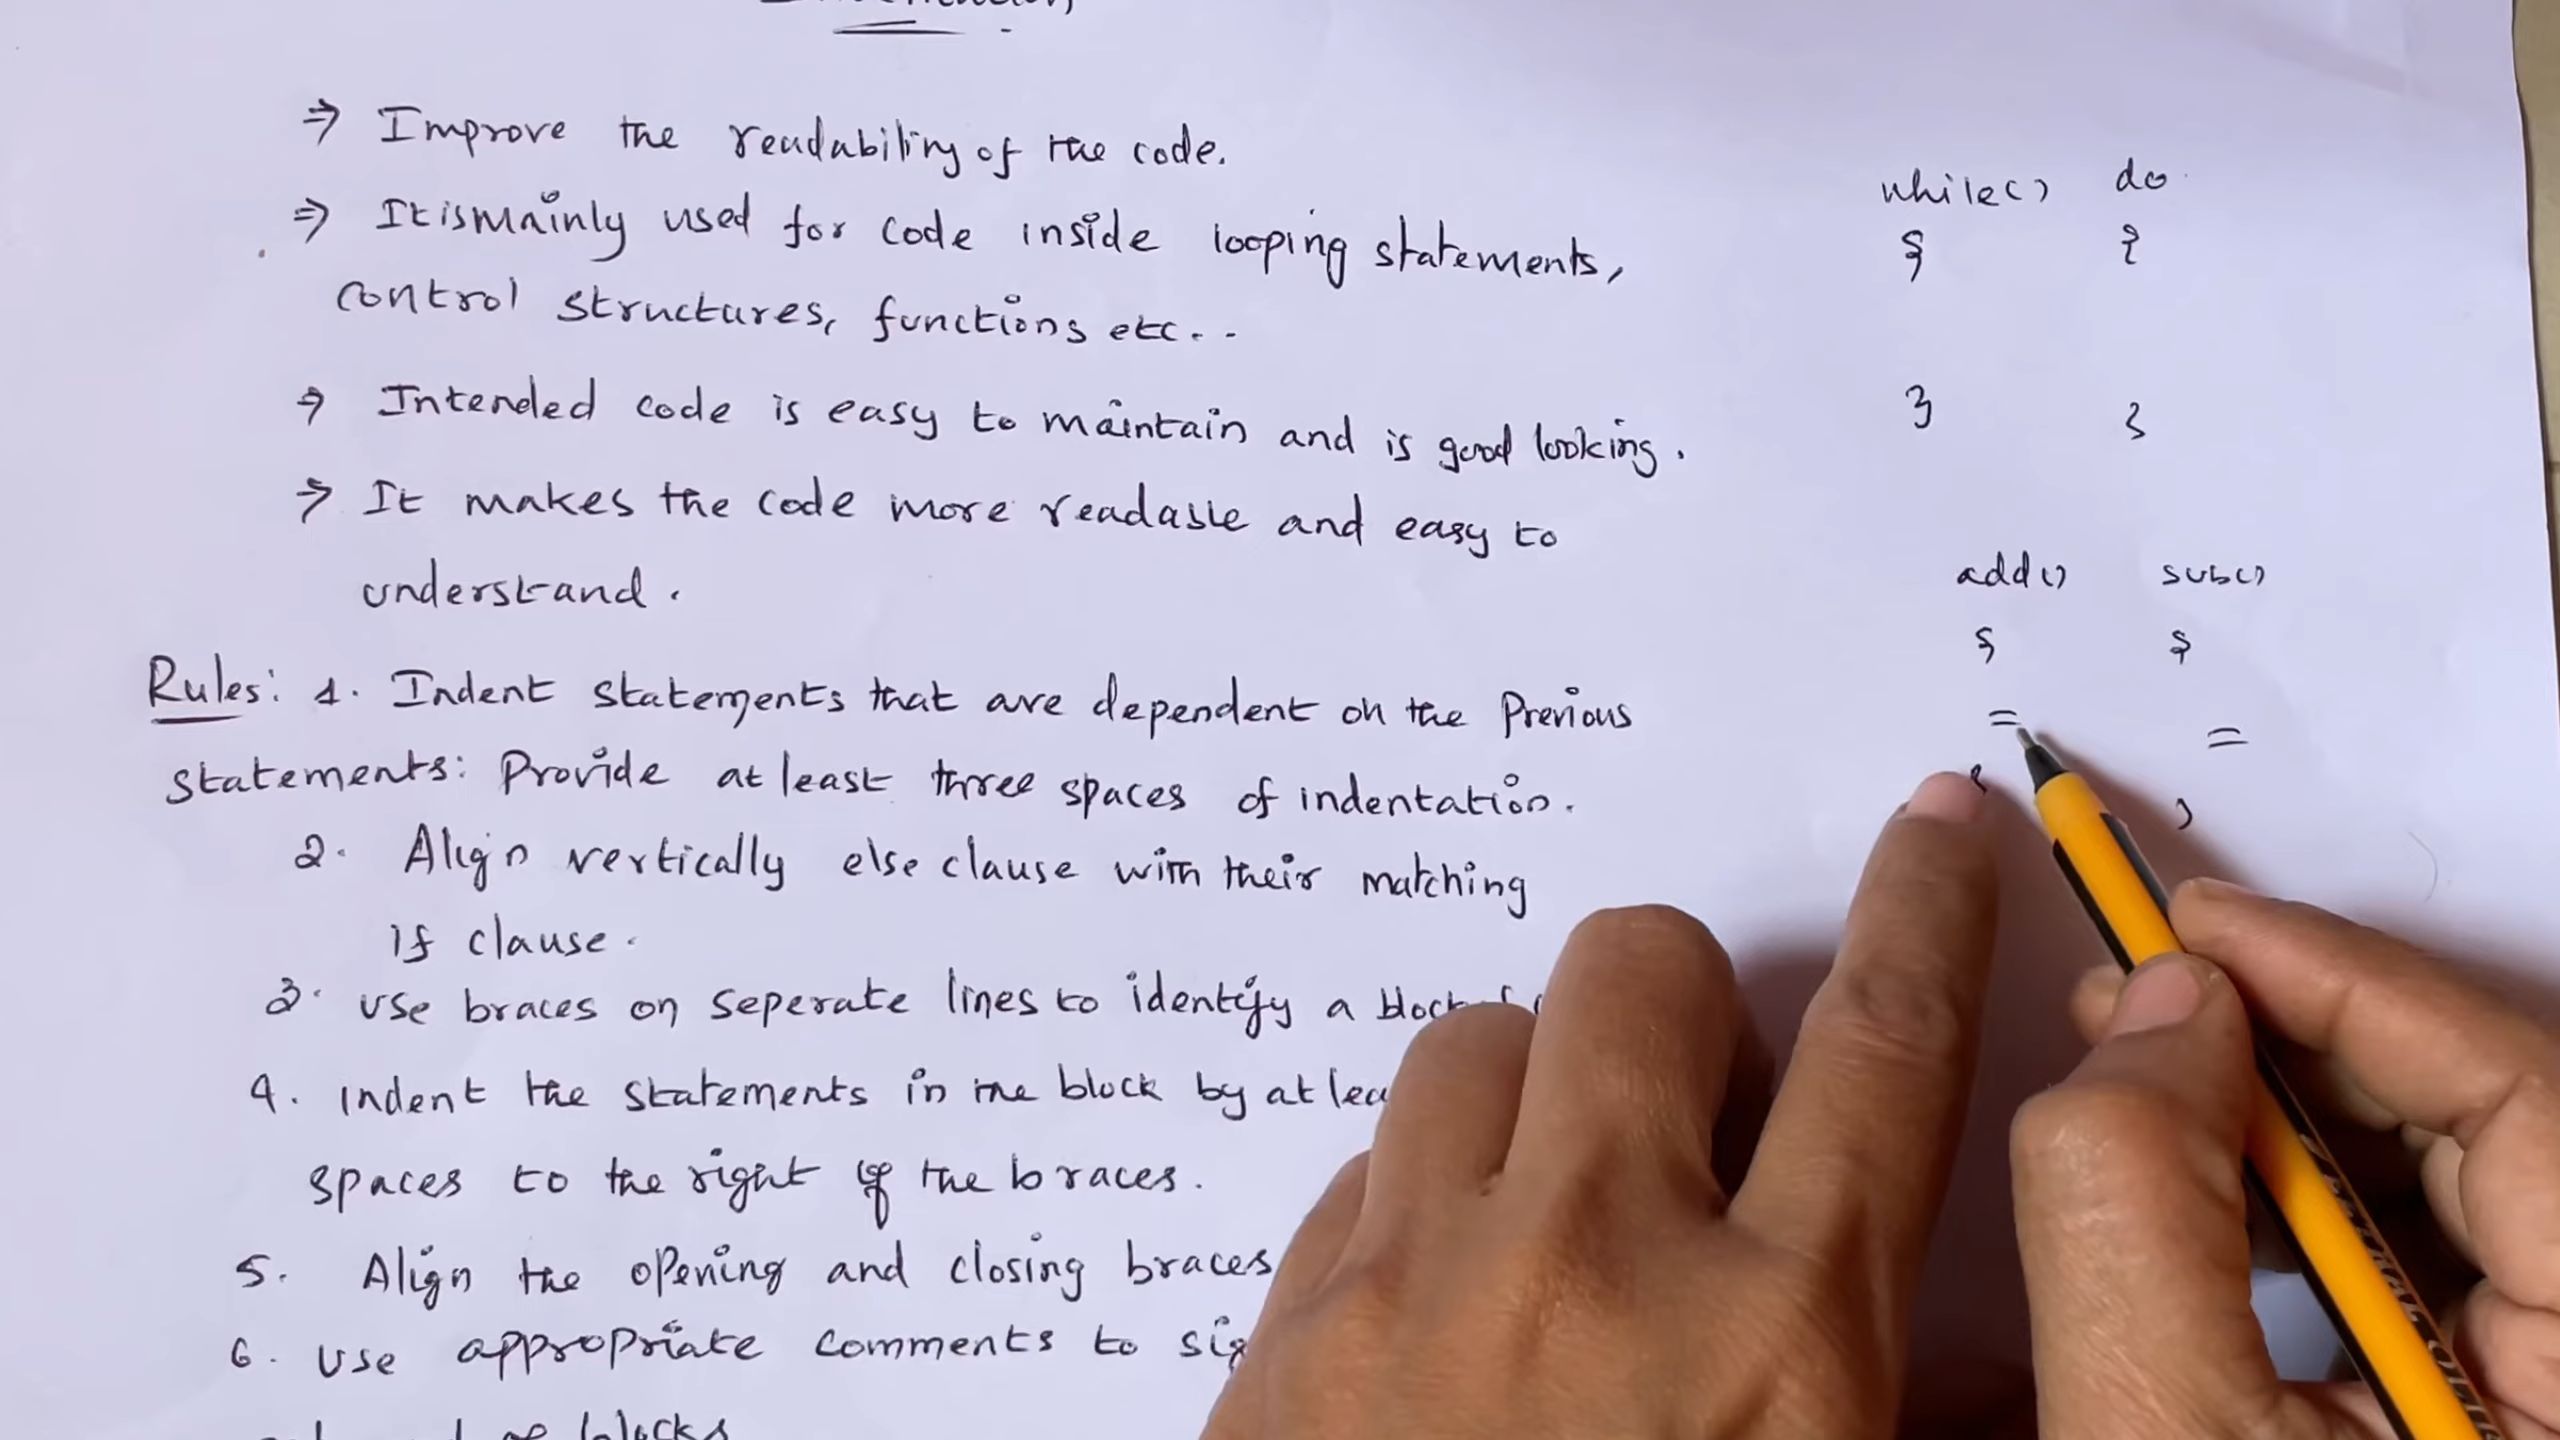 ⇒ Improve the readability of the code.
⇒ It is mainly used for code inside looping statements,
control structures, functions etc..
⇒ Intended code is easy to maintain and is good looking.
⇒ It makes the code more readable and easy to
understand.
Rules: 1. Indent statements that are dependent on the Previous
statements: Provide at least three spaces of indentation.
2. Align vertically else clause with their matching
if clause.
3. Use braces on seperate lines to identify a block
4. indent the statements in the block by at
spaces to the right of the braces.
5. Align the opening and closing braces
6. Use appropriate comments to
blocks
while() do
{ {
} }
add() sub()
{ {
= =
}